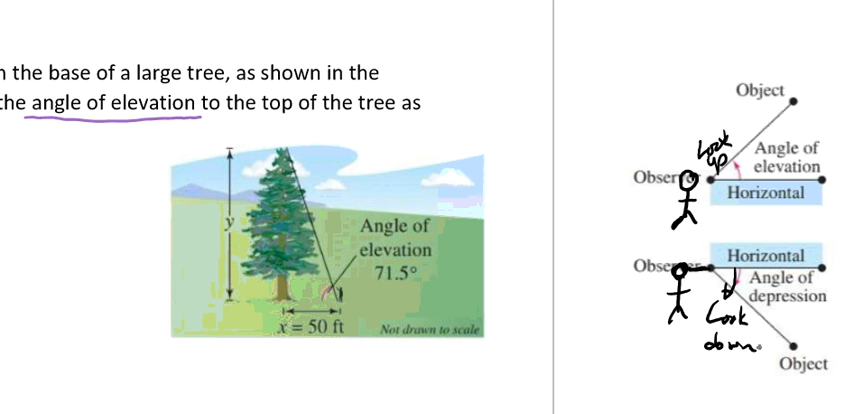 n the base of a large tree, as shown in the
the angle of elevation to the top of the tree as
y
Angle of
elevation
71.5°
x = 50 ft
Not drawn to scale
Object
Look
up
Angle of
elevation
Horizontal
Horizontal
Angle of
depression
Look
down.
Object